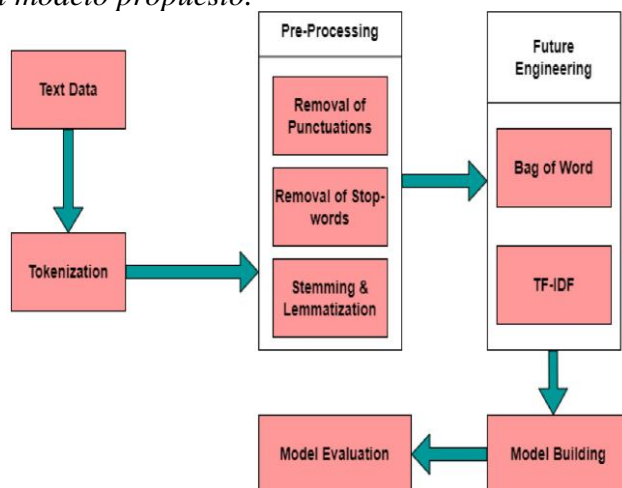 modelo propuesto.
Text Data
Tokenization
Pre-Processing
Removal of
Punctuations
Removal of Stop-
words
Stemming &
Lemmatization
Future
Engineering
Bag of Word
TF-IDF
Model Building
Model Evaluation